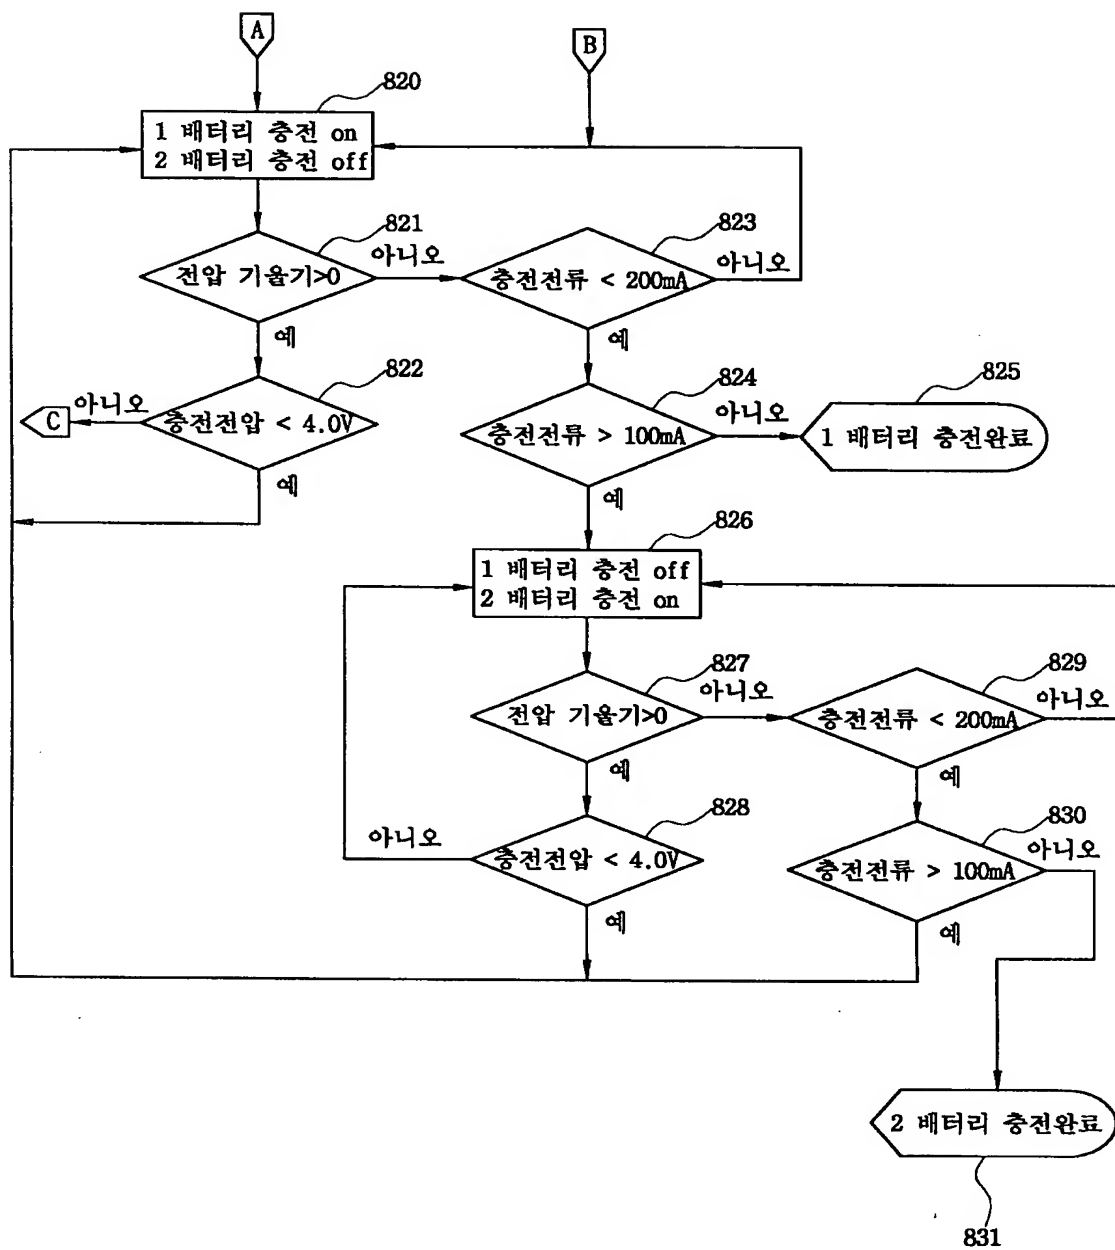 A
B
820
1 배터리 충전 on
2 배터리 충전 off
821
전압 기울기>0
아니오
예
823
충전전류 < 200mA
아니오
예
822
충전전압 < 4.0V
아니오
C
예
824
충전전류 > 100mA
아니오
예
825
1 배터리 충전완료
826
1 배터리 충전 off
2 배터리 충전 on
827
전압 기울기>0
아니오
예
829
충전전류 < 200mA
아니오
예
828
충전전압 < 4.0V
아니오
예
830
충전전류 > 100mA
아니오
예
2 배터리 충전완료
831